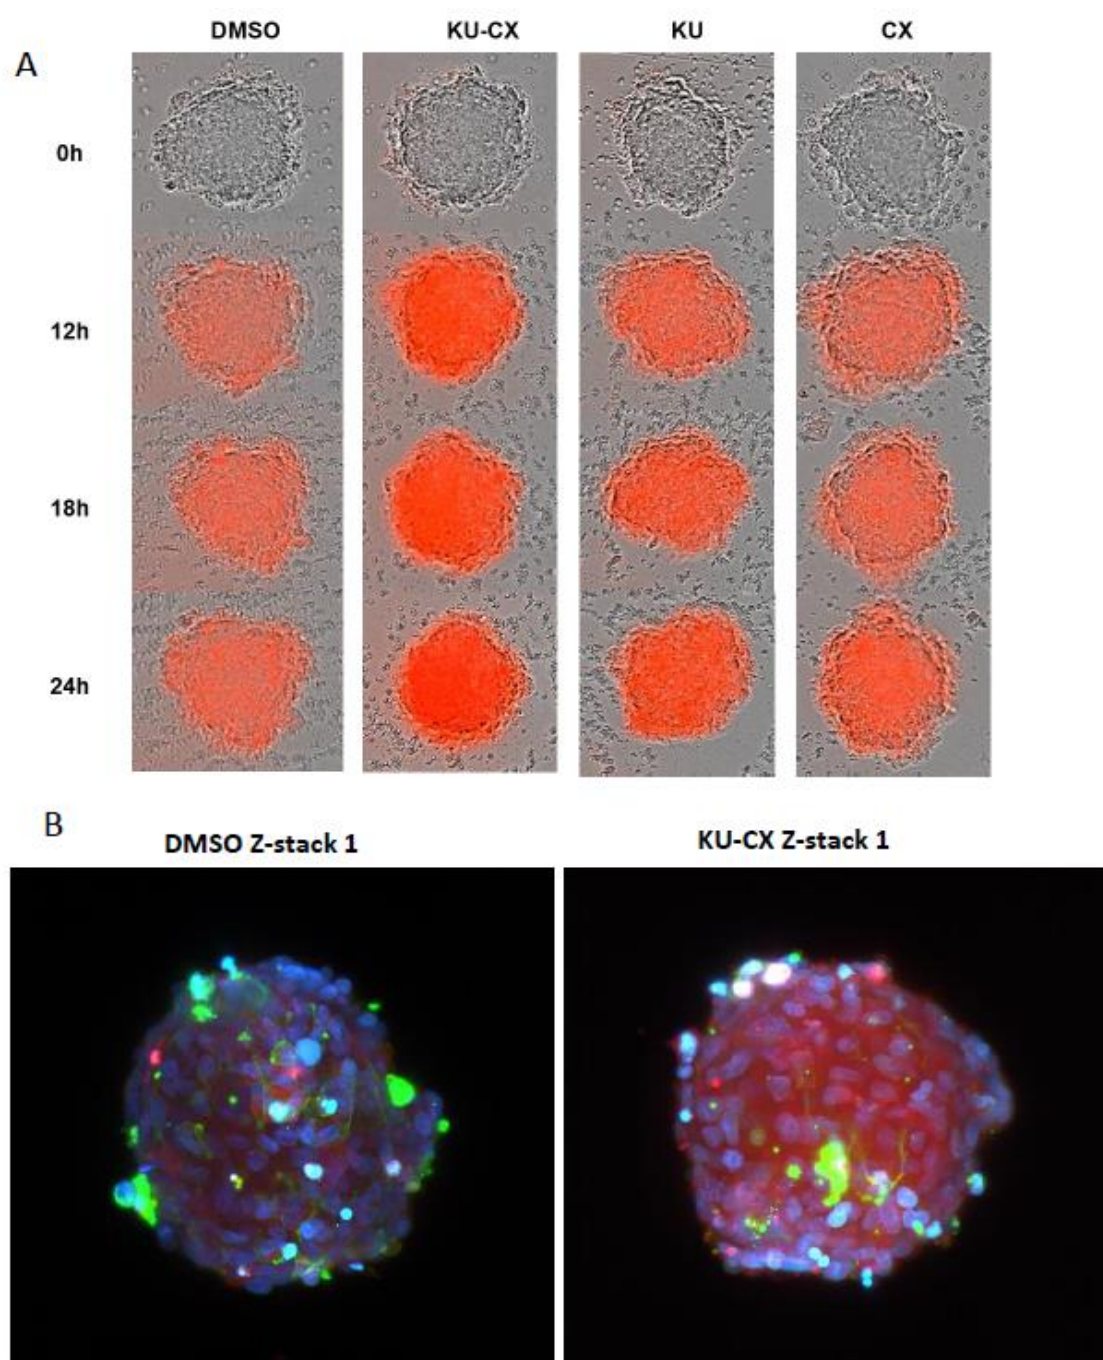 DMSO KU-CX KU CX
A
0h
12h
18h
24h
B
DMSO Z-stack 1 KU-CX Z-stack 1